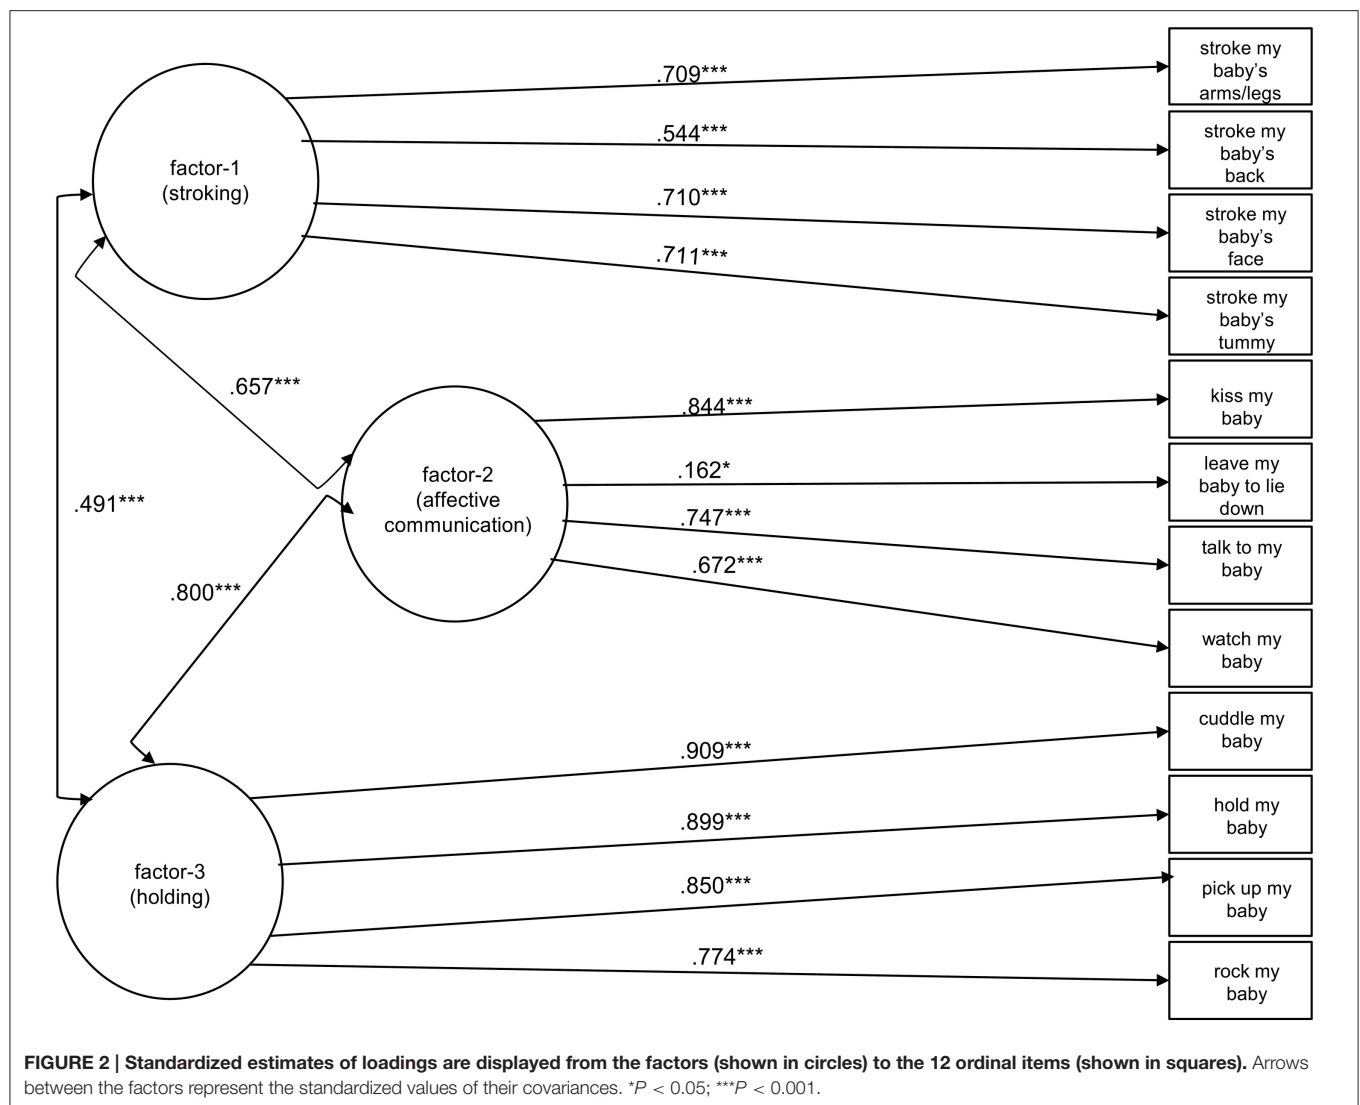 .709***
stroke my
baby's
arms/legs
.544***
stroke my
baby's
back
factor-1
(stroking)
.710***
stroke my
baby's
face
.711***
stroke my
baby's
tummy
.657***
.844***
kiss my
baby
factor-2
(affective
communication)
.162*
leave my
baby to lie
down
.491***
.747***
talk to my
baby
.672***
.800***
watch my
baby
.909***
cuddle my
baby
.899***
hold my
baby
factor-3
(holding)
.850***
pick up my
baby
.774***
rock my
baby
FIGURE 2 | Standardized estimates of loadings are displayed from the factors (shown in circles) to the 12 ordinal items (shown in squares). Arrows
between the factors represent the standardized values of their covariances. *P < 0.05; ***P < 0.001.